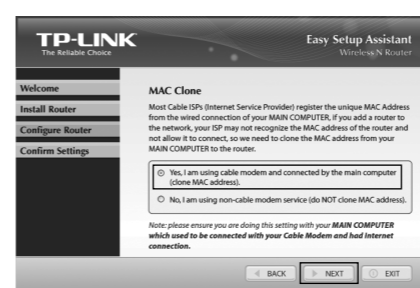 TP-LINK
The Reliable Choice
Easy Setup Assistant
Wireless N Router
Welcome
Install Router
Configure Router
Confirm Settings
MAC Clone
Most Cable ISPs (Internet Service Provider) register the unique MAC Address
from the wired connection of your MAIN COMPUTER, if you add a router to
the network, your ISP may not recognize the MAC address of the router and
not allow it to connect, so we need to clone the MAC address from your
MAIN COMPUTER to the router.
Yes, I am using cable modem and connected by the main computer
(clone MAC address).
No, I am using non-cable modem service (do NOT clone MAC address).
Note: please ensure you are doing this setting with your MAIN COMPUTER
which used to be connected with your Cable Modem and had Internet
connection.
BACK
NEXT
EXIT